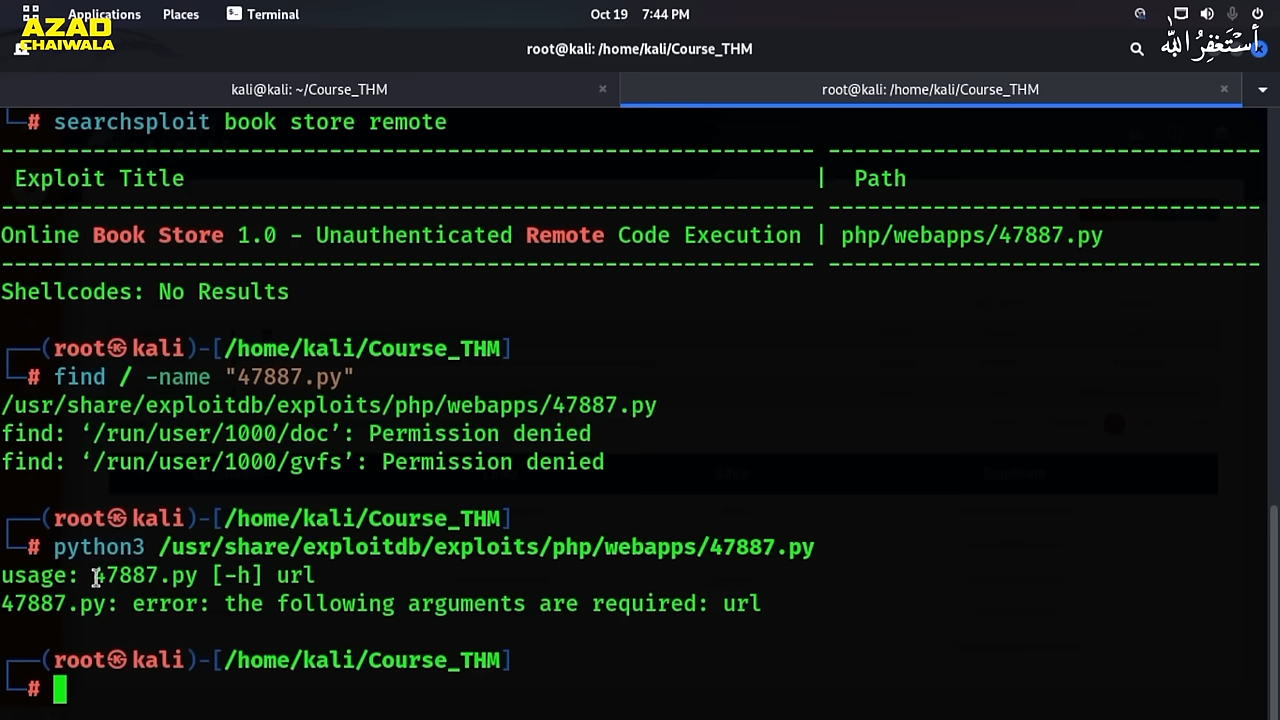 Applications Places Terminal Oct 19 7:44 PM
AZAD
CHAIWALA
root@kali: /home/kali/Course_THM
أستغفر الله
kali@kali: ~/Course_THM × root@kali: /home/kali/Course_THM ×
└─# searchsploit book store remote
Exploit Title | Path
Online Book Store 1.0 - Unauthenticated Remote Code Execution | php/webapps/47887.py
Shellcodes: No Results
┌──(root㉿kali)-[/home/kali/Course_THM]
└─# find / -name "47887.py"
/usr/share/exploitdb/exploits/php/webapps/47887.py
find: ‘/run/user/1000/doc’: Permission denied
find: ‘/run/user/1000/gvfs’: Permission denied
┌──(root㉿kali)-[/home/kali/Course_THM]
└─# python3 /usr/share/exploitdb/exploits/php/webapps/47887.py
usage: 47887.py [-h] url
47887.py: error: the following arguments are required: url
┌──(root㉿kali)-[/home/kali/Course_THM]
└─#